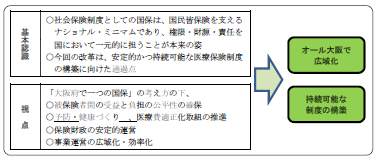 基本認識
○社会保険制度としての国保は、国民皆保険を支える
ナショナル・ミニマムであり、権限・財源・責任を
国において一元的に担うことが本来の姿
○今回の改革は、安定的かつ持続可能な医療保険制度
の構築に向けた通過点
視点
「大阪府で一つの国保」の考え方の下、
○被保険者間の受益と負担の公平性の確保
○予防・健康づくり、医療費適正化取組の推進
○保険財政の安定的運営
○事業運営の広域化・効率化
オール大阪で
広域化
持続可能な
制度の構築